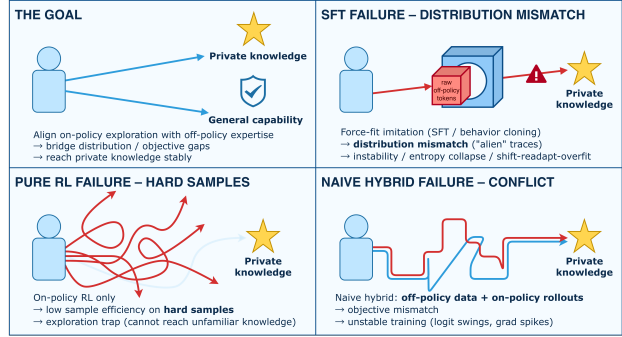 THE GOAL
Private knowledge
General capability
Align on-policy exploration with off-policy expertise
→ bridge distribution / objective gaps
→ reach private knowledge stably
SFT FAILURE – DISTRIBUTION MISMATCH
raw
off-policy
tokens
Private
knowledge
Force-fit imitation (SFT / behavior cloning)
→ distribution mismatch ("alien" traces)
→ instability / entropy collapse / shift-readapt-overfit
PURE RL FAILURE – HARD SAMPLES
Private
knowledge
On-policy RL only
→ low sample efficiency on hard samples
→ exploration trap (cannot reach unfamiliar knowledge)
NAIVE HYBRID FAILURE – CONFLICT
Private
knowledge
Naive hybrid: off-policy data + on-policy rollouts
→ objective mismatch
→ unstable training (logit swings, grad spikes)